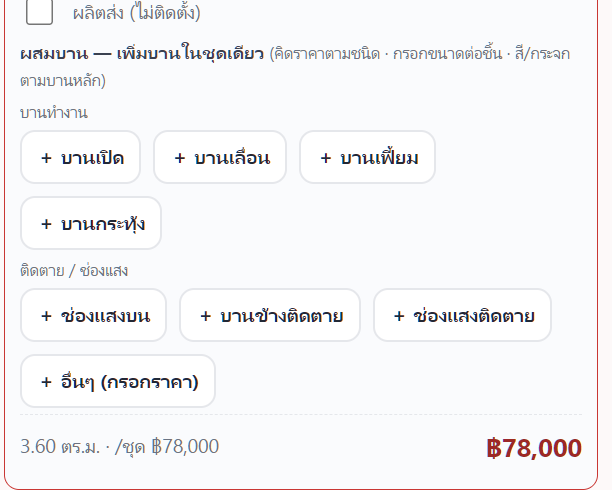 ผลิตส่ง (ไม่ติดตั้ง)
ผสมบาน — เพิ่มบานในชุดเดียว (คิดราคาตามชนิด · กรอกขนาดต่อชิ้น · สี/กระจก
ตามบานหลัก)
บานทำงาน
+ บานเปิด + บานเลื่อน + บานเฟี้ยม
+ บานกระทุ้ง
ติดตาย / ช่องแสง
+ ช่องแสงบน + บานข้างติดตาย + ช่องแสงติดตาย
+ อื่นๆ (กรอกราคา)
3.60 ตร.ม. · /ชุด ฿78,000 ฿78,000